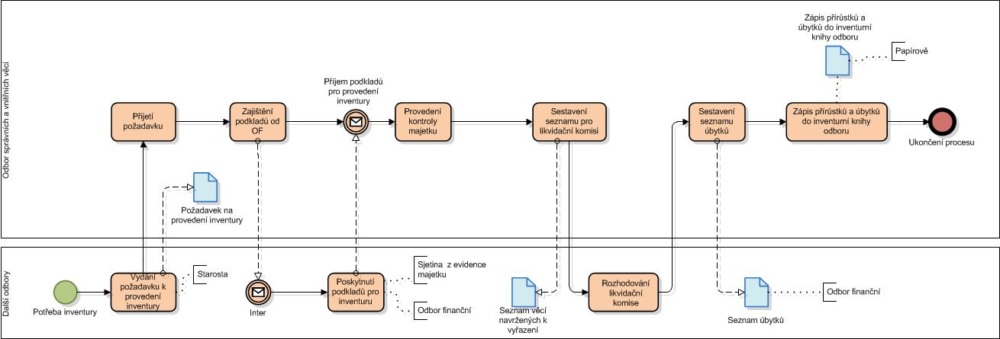 Odbor správních a vnitřních věcí
Zápis přírůstků a
úbytků do inventurní
knihy odboru
Papírově
Příjem podkladů
pro provedení
inventury
Přijetí
požadavku
Zajištění
podkladů od
OF
Provedení
kontroly
majetku
Sestavení
seznamu pro
likvidační komisi
Sestavení
seznamu
úbytků
Zápis přírůstků a úbytků
do inventurní knihy
odboru
Ukončení procesu
Požadavek na
provedení inventury
Další odbory
Potřeba inventury
Vydání
požadavku k
provedení
inventury
Starosta
Inter
Poskytnutí
podkladů pro
inventuru
Sjetina z evidence
majetku
Odbor finanční
Seznam věcí
navržených k
vyřazení
Rozhodování
likvidační
komise
Seznam úbytků
Odbor finanční